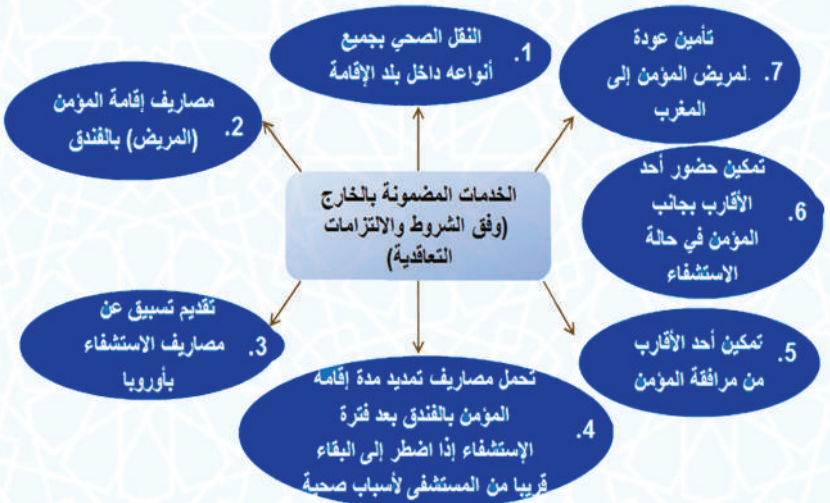 الخدمات المضمونة بالخارج
(وفق الشروط والالتزامات
التعاقدية)
1. النقل الصحي بجميع
أنواعه داخل بلد الإقامة
2. مصاريف إقامة المؤمن
(المريض) بالفندق
3. تقديم تسبيق عن
مصاريف الاستشفاء
بأوروبا
4. تحمل مصاريف تمديد مدة إقامة
المؤمن بالفندق بعد فترة
الإستشفاء إذا اضطر إلى البقاء
قريبا من المستشفى لأسباب صحية
5. تمكين أحد الأقارب
من مرافقة المؤمن
6. تمكين حضور أحد
الأقارب بجانب
المؤمن في حالة
الاستشفاء
7. تأمين عودة
لمريض المؤمن إلى
المغرب